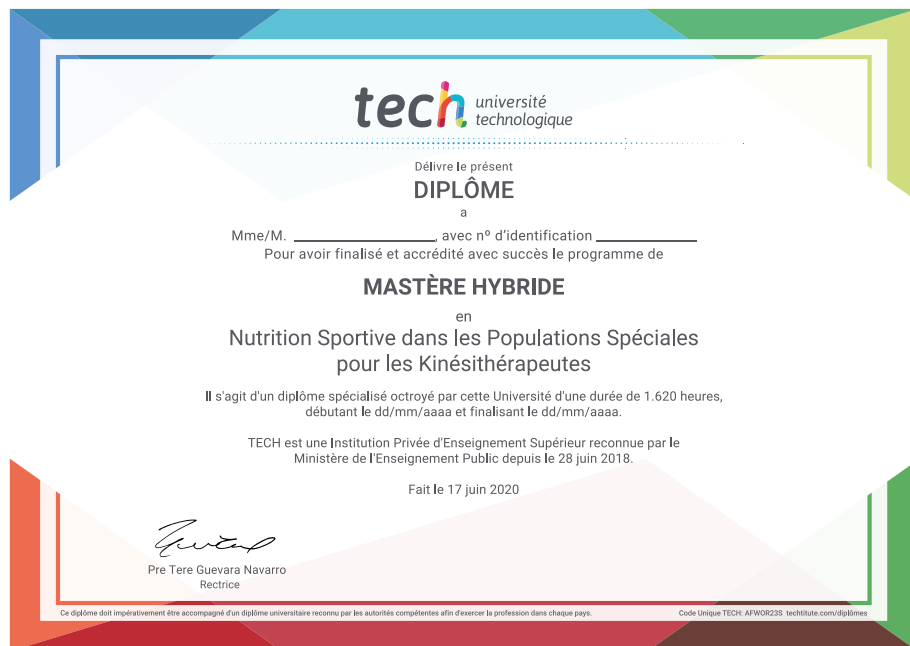 tech université
technologique
Délivre le présent
DIPLÔME
a
Mme/M. ____________, avec nº d'identification ____________
Pour avoir finalisé et accrédité avec succès le programme de
MASTÈRE HYBRIDE
en
Nutrition Sportive dans les Populations Spéciales
pour les Kinésithérapeutes
Il s'agit d'un diplôme spécialisé octroyé par cette Université d'une durée de 1.620 heures,
débutant le dd/mm/aaaa et finalisant le dd/mm/aaaa.
TECH est une Institution Privée d'Enseignement Supérieur reconnue par le
Ministère de l'Enseignement Public depuis le 28 juin 2018.
Fait le 17 juin 2020
Pre Tere Guevara Navarro
Rectrice
Ce diplôme doit impérativement être accompagné d'un diplôme universitaire reconnu par les autorités compétentes afin d'exercer la profession dans chaque pays.
Code Unique TECH: AFWOR23S techtitute.com/diplômes